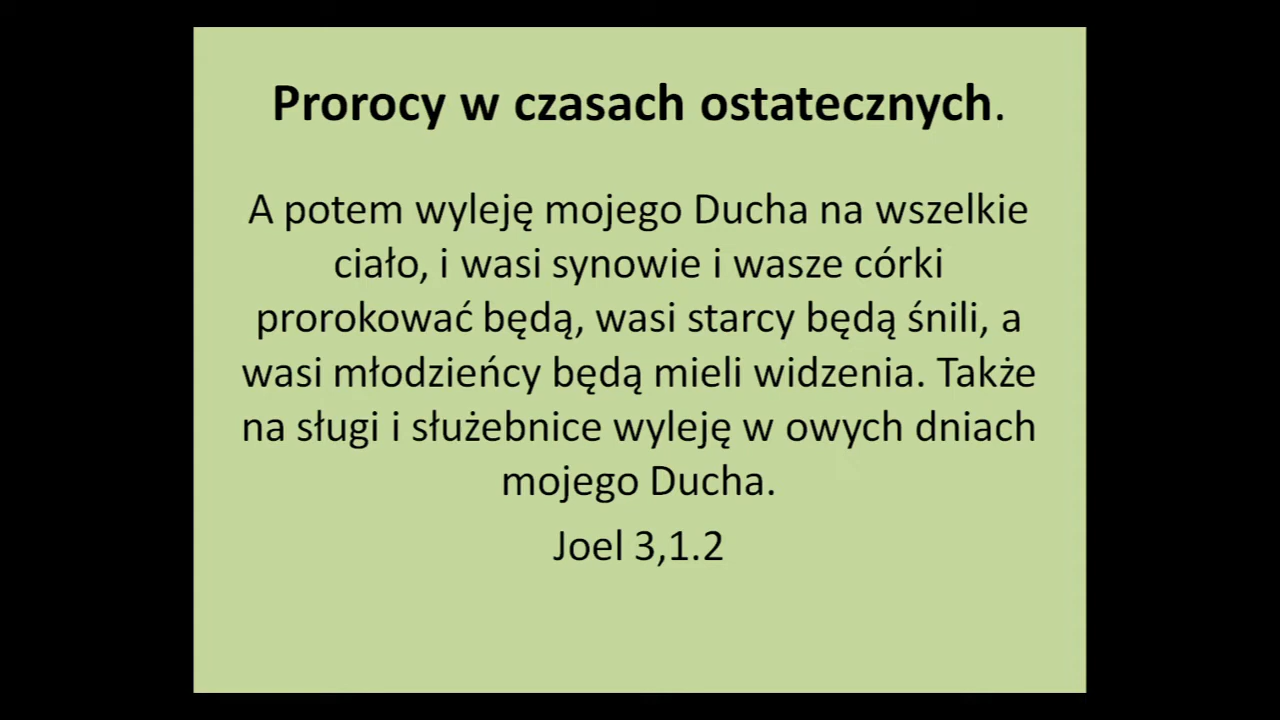 Prorocy w czasach ostatecznych.
A potem wyleję mojego Ducha na wszelkie
ciało, i wasi synowie i wasze córki
prorokować będą, wasi starcy będą śnili, a
wasi młodzieńcy będą mieli widzenia. Także
na sługi i służebnice wyleję w owych dniach
mojego Ducha.
Joel 3,1.2